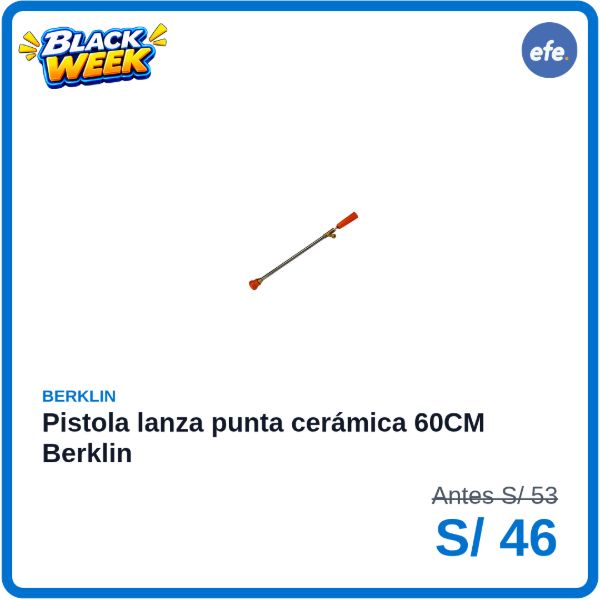 BLACK
WEEK
efe.
BERKLIN
Pistola lanza punta cerámica 60CM
Berklin
Antes S/ 53
S/ 46